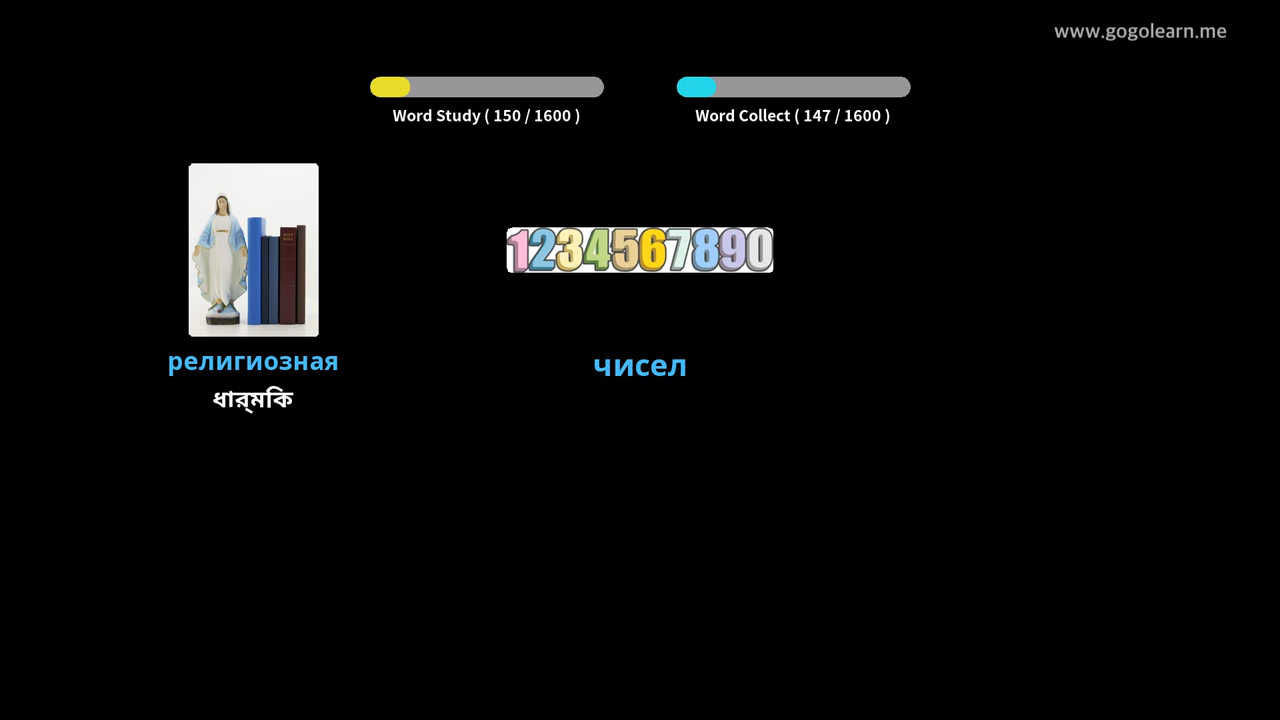 www.gogolearn.me
Word Study ( 150 / 1600 )
Word Collect ( 147 / 1600 )
1234567890
религиозная
чисел
ধার্মিক